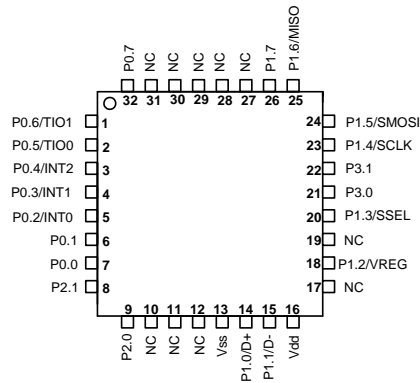 P0.7
NC
NC
NC
NC
NC
P1.7
P1.6/MISO
32
31
30
29
28
27
26
25
P0.6/TIO1 1
P0.5/TIO0 2
P0.4/INT2 3
P0.3/INT1 4
P0.2/INT0 5
P0.1 6
P0.0 7
P2.1 8
24 P1.5/SMOSI
23 P1.4/SCLK
22 P3.1
21 P3.0
20 P1.3/SSEL
19 NC
18 P1.2/VREG
17 NC
9
10
11
12
13
14
15
16
P2.0
NC
NC
NC
Vss
P1.0/D+
P1.1/D-
Vdd